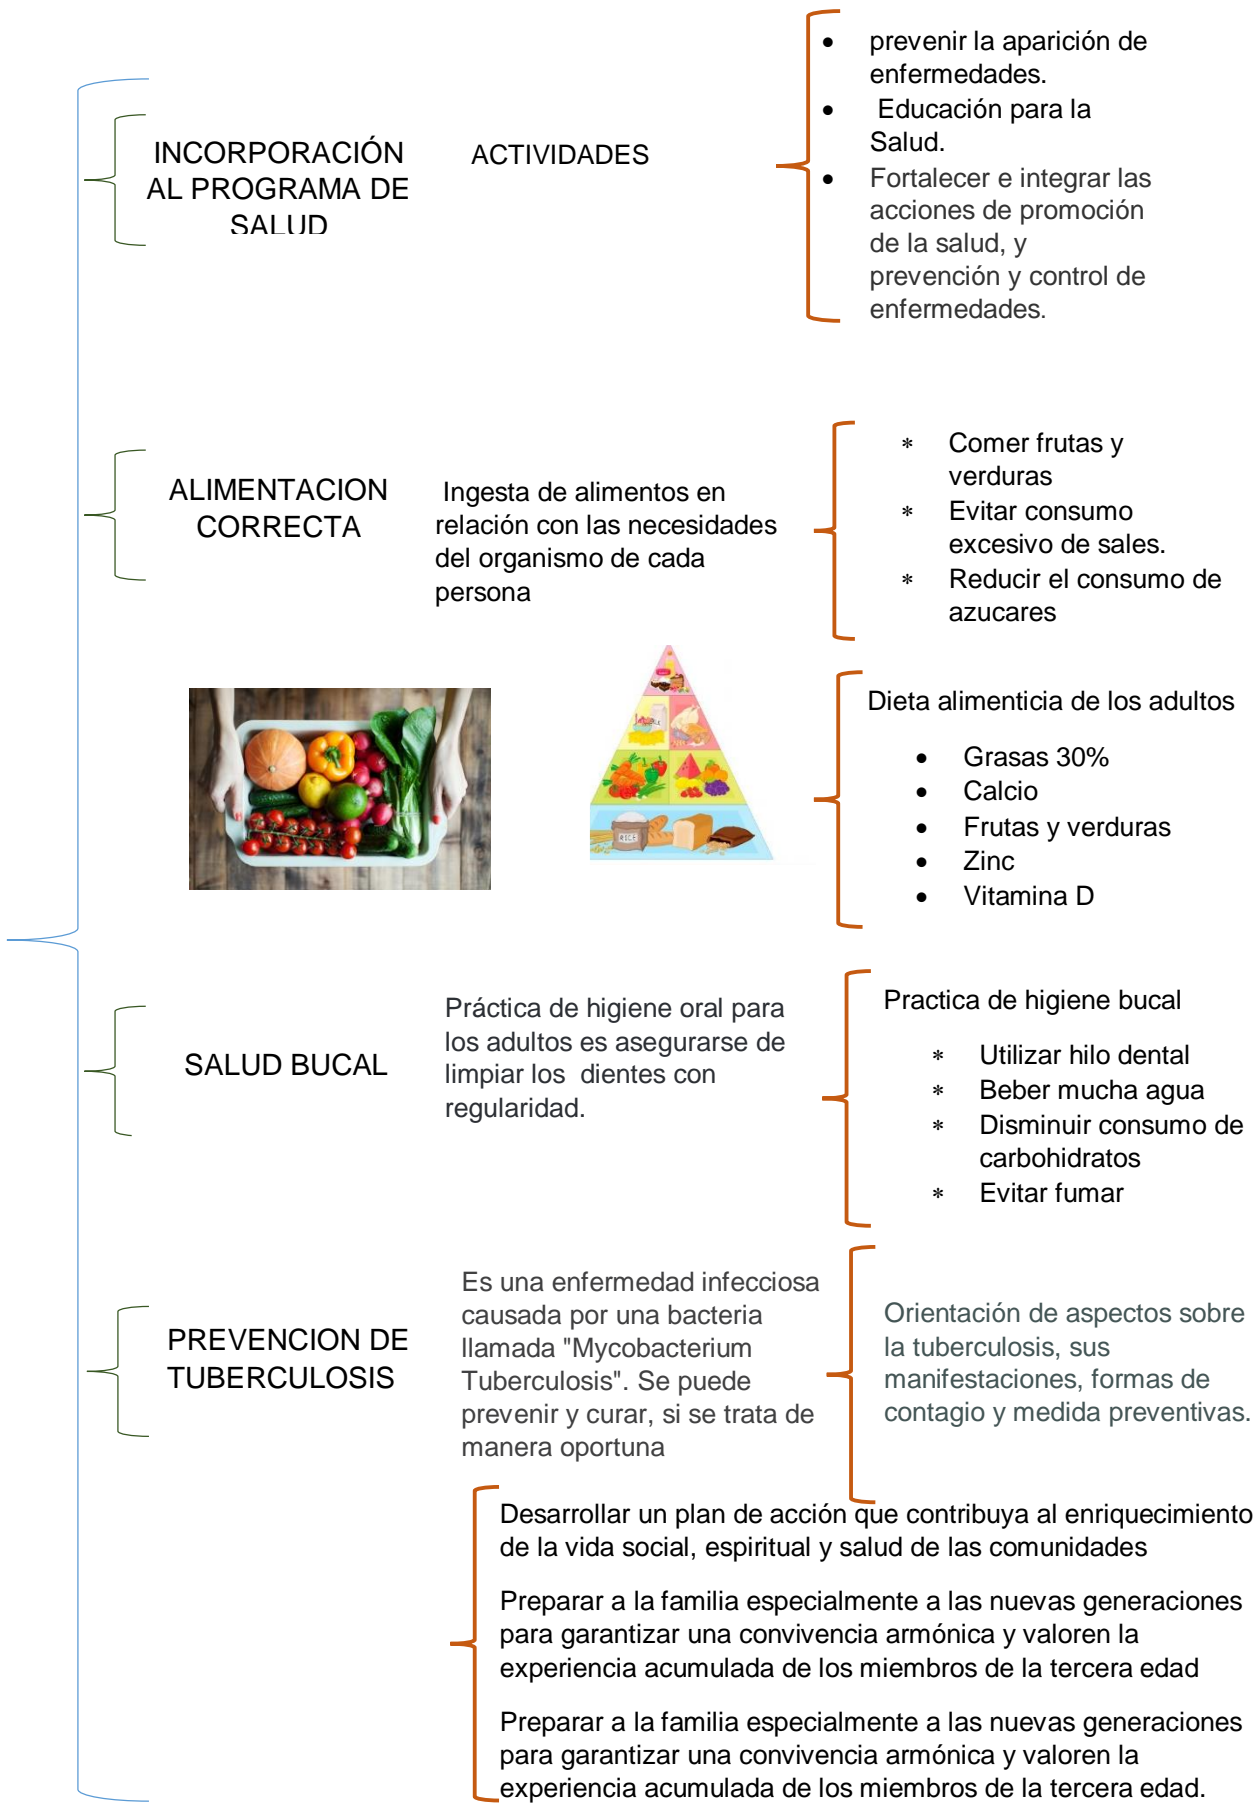 INCORPORACIÓN
AL PROGRAMA DE
SALUD
ACTIVIDADES
• prevenir la aparición de
enfermedades.
• Educación para la
Salud.
• Fortalecer e integrar las
acciones de promoción
de la salud, y
prevención y control de
enfermedades.
ALIMENTACION
CORRECTA
Ingesta de alimentos en
relación con las necesidades
del organismo de cada
persona
* Comer frutas y
verduras
* Evitar consumo
excesivo de sales.
* Reducir el consumo de
azucares
RICE
Dieta alimenticia de los adultos
• Grasas 30%
• Calcio
• Frutas y verduras
• Zinc
• Vitamina D
SALUD BUCAL
Práctica de higiene oral para
los adultos es asegurarse de
limpiar los dientes con
regularidad.
Practica de higiene bucal
* Utilizar hilo dental
* Beber mucha agua
* Disminuir consumo de
carbohidratos
* Evitar fumar
PREVENCION DE
TUBERCULOSIS
Es una enfermedad infecciosa
causada por una bacteria
llamada "Mycobacterium
Tuberculosis". Se puede
prevenir y curar, si se trata de
manera oportuna
Orientación de aspectos sobre
la tuberculosis, sus
manifestaciones, formas de
contagio y medida preventivas.
Desarrollar un plan de acción que contribuya al enriquecimiento
de la vida social, espiritual y salud de las comunidades
Preparar a la familia especialmente a las nuevas generaciones
para garantizar una convivencia armónica y valoren la
experiencia acumulada de los miembros de la tercera edad
Preparar a la familia especialmente a las nuevas generaciones
para garantizar una convivencia armónica y valoren la
experiencia acumulada de los miembros de la tercera edad.